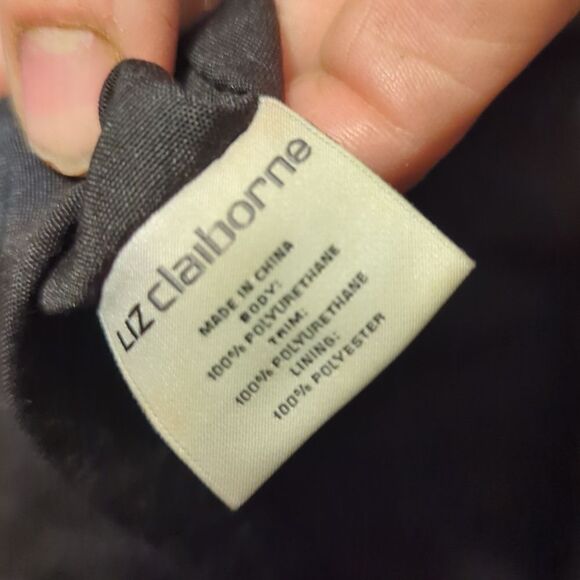 LIZ claiborne
MADE IN CHINA
BODY:
100% POLYURETHANE
TRIM:
100% POLYURETHANE
LINING:
100% POLYESTER